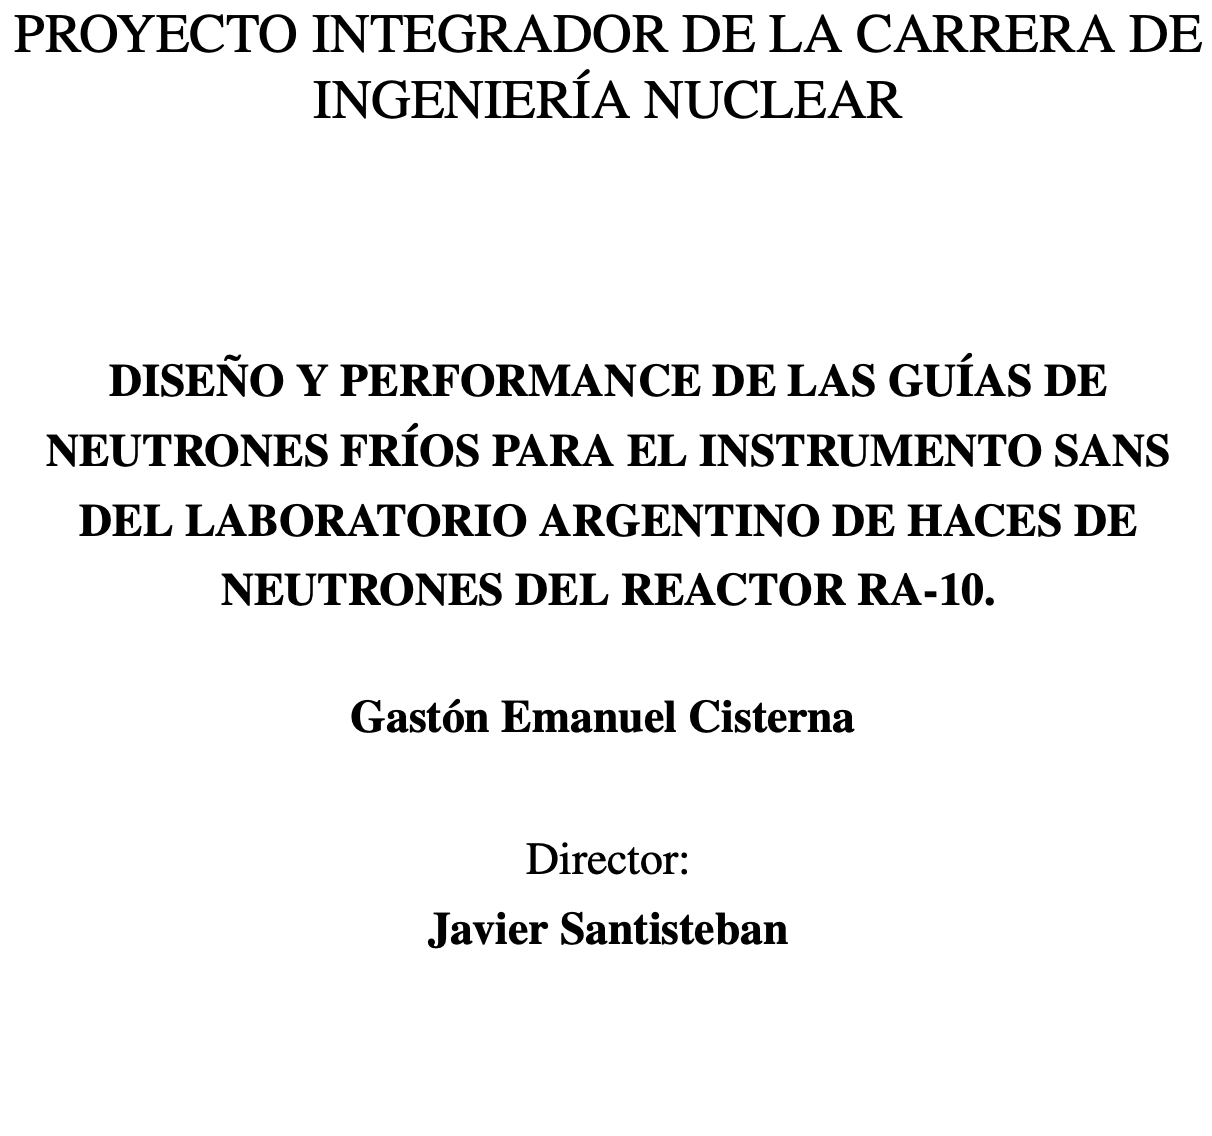 PROYECTO INTEGRADOR DE LA CARRERA DE
INGENIERÍA NUCLEAR
DISEÑO Y PERFORMANCE DE LAS GUÍAS DE
NEUTRONES FRÍOS PARA EL INSTRUMENTO SANS
DEL LABORATORIO ARGENTINO DE HACES DE
NEUTRONES DEL REACTOR RA-10.
Gastón Emanuel Cisterna
Director:
Javier Santisteban